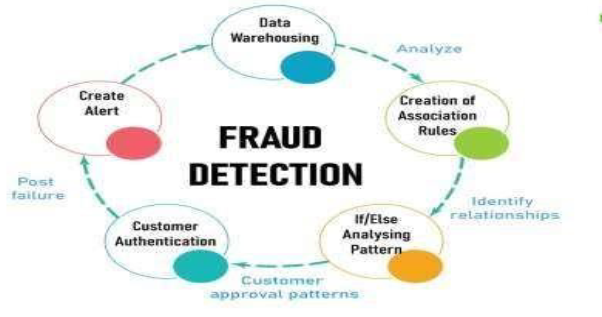 Data
Warehousing
Analyze
Create
Alert
Creation of
Association
Rules
FRAUD
DETECTION
Post
failure
Identify
relationships
Customer
Authentication
If/Else
Analysing
Pattern
Customer
approval patterns